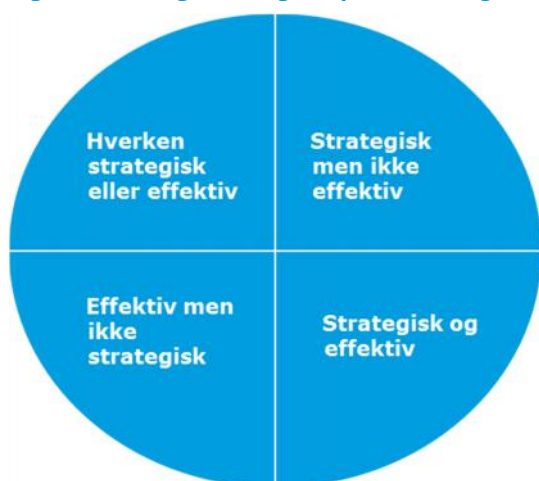 Hverken
strategisk
eller effektiv
Strategisk
men ikke
effektiv
Effektiv men
ikke
strategisk
Strategisk og
effektiv